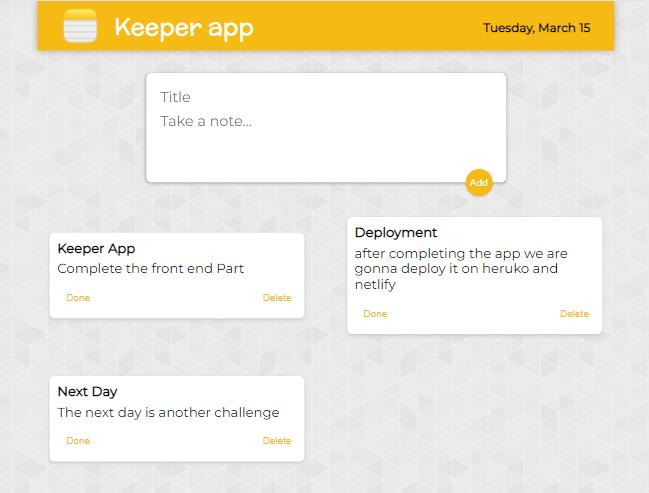 Keeper app
Tuesday, March 15
Title
Take a note...
Add
Keeper App
Complete the front end Part
Done
Delete
Deployment
after completing the app we are
gonna deploy it on heruko and
netlify
Done
Delete
Next Day
The next day is another challenge
Done
Delete